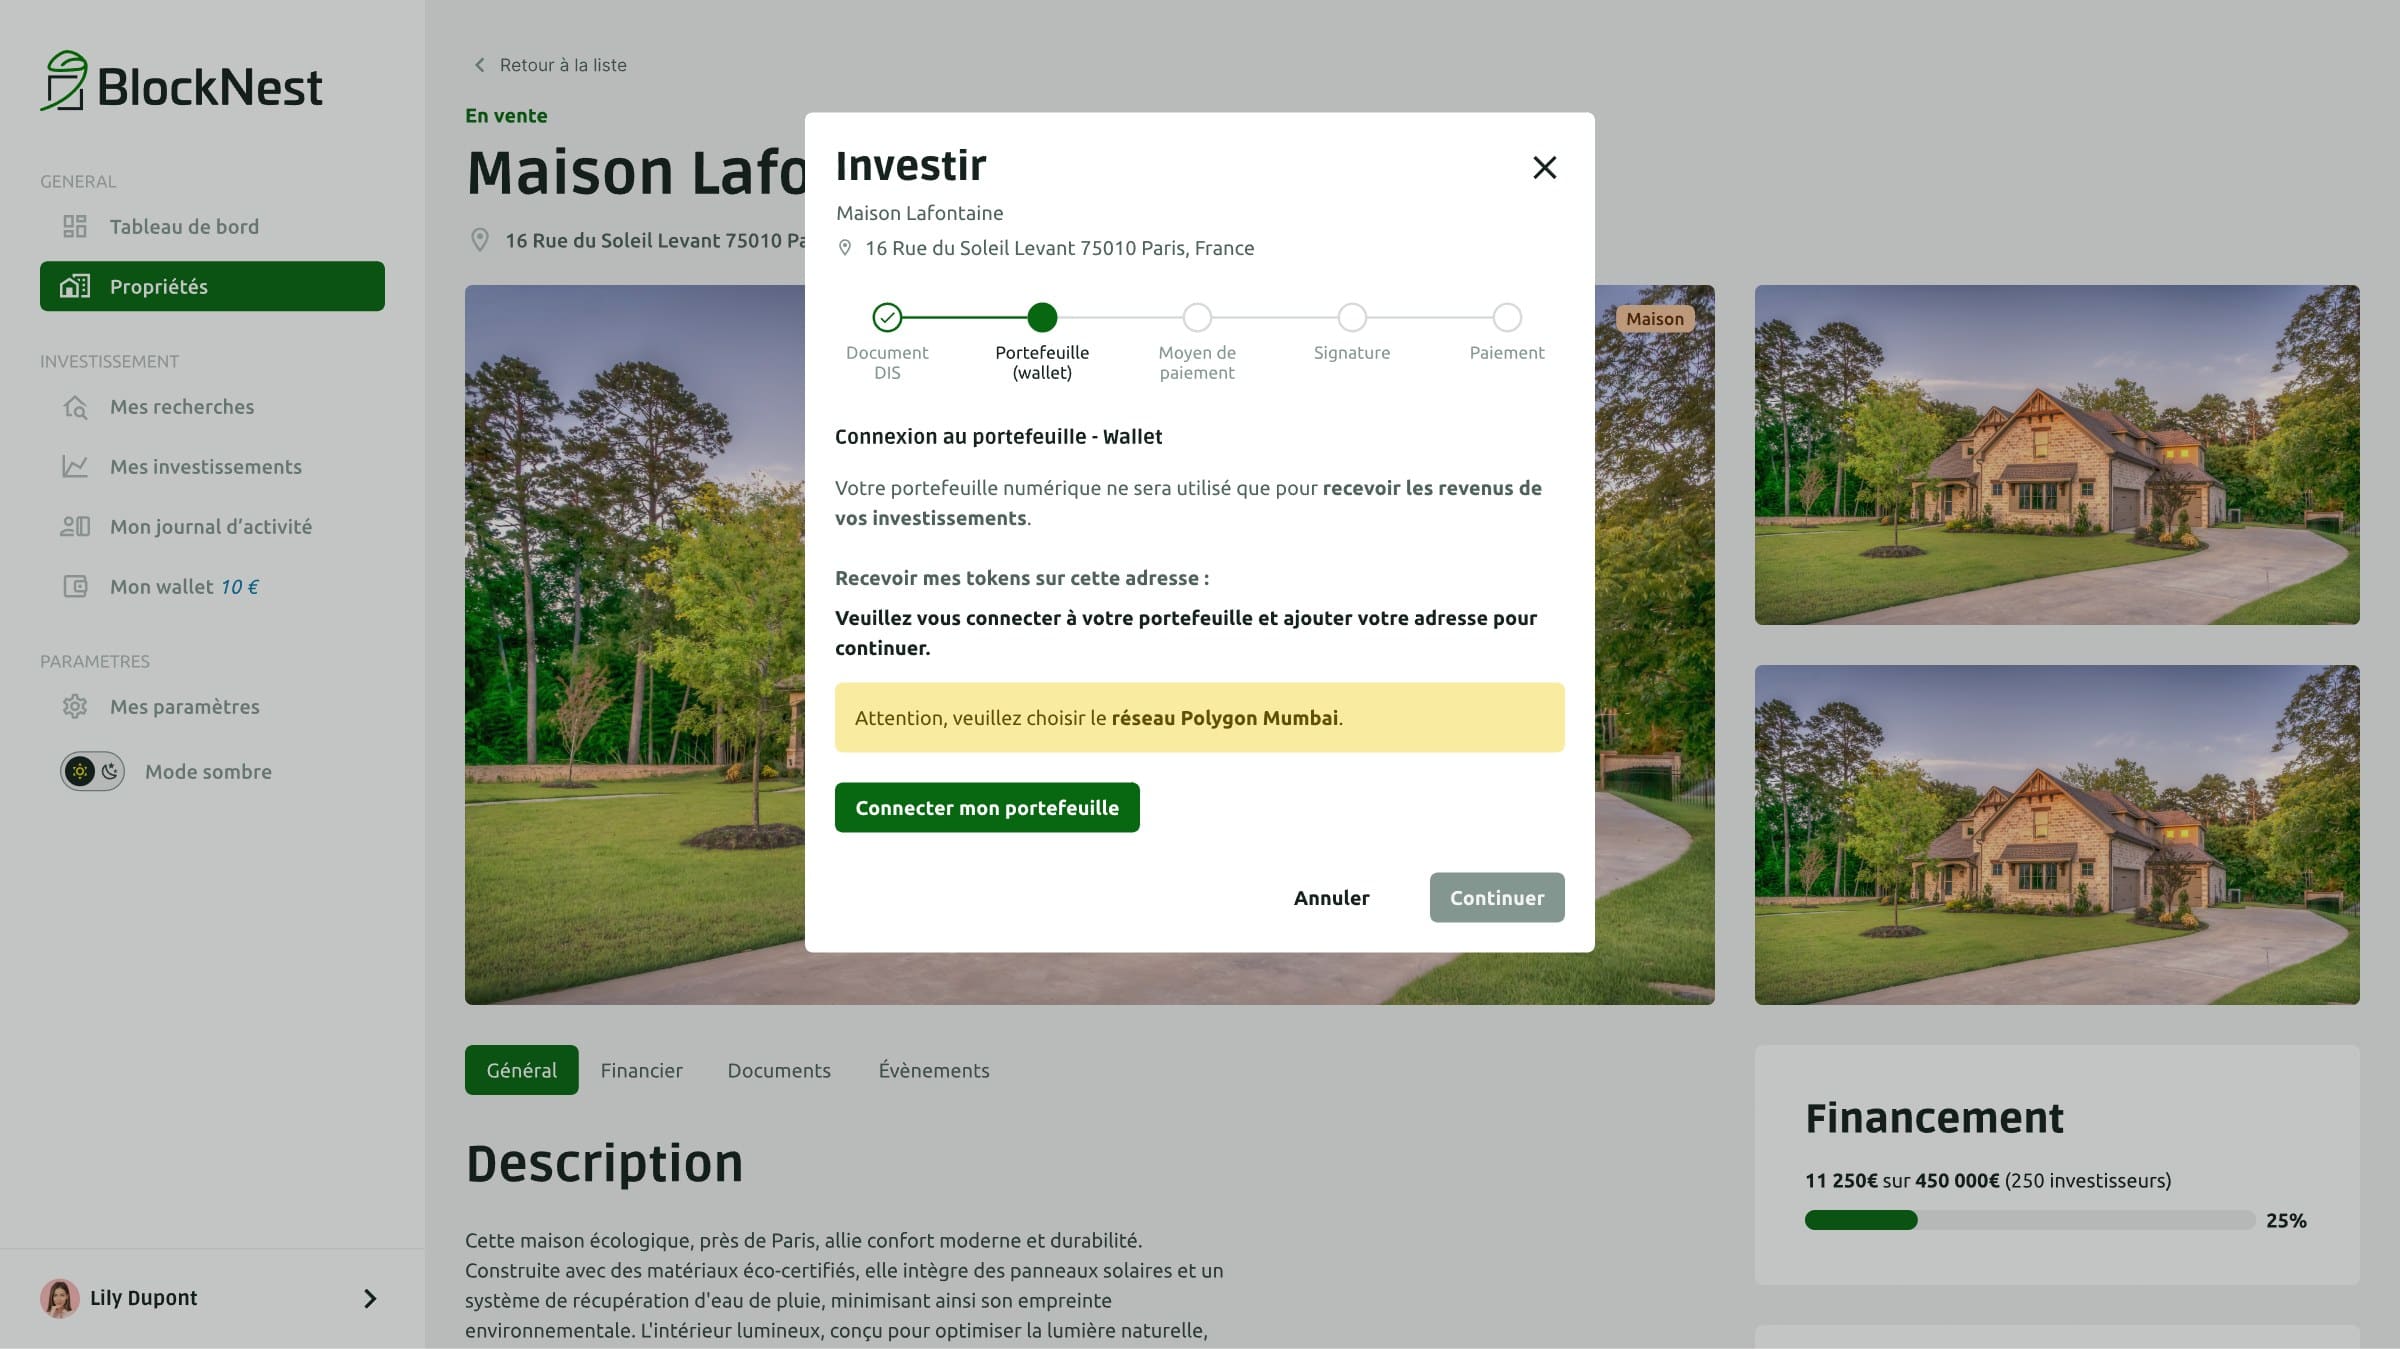 BlockNest
GENERAL
Tableau de bord
Propriétés
INVESTISSEMENT
Mes recherches
Mes investissements
Mon journal d’activité
Mon wallet 10 €
PARAMETRES
Mes paramètres
Mode sombre
Lily Dupont
Retour à la liste
En vente
Maison Lafo
16 Rue du Soleil Levant 75010 Pa
Maison
Investir
Maison Lafontaine
16 Rue du Soleil Levant 75010 Paris, France
Document
DIS
Portefeuille
(wallet)
Moyen de
paiement
Signature
Paiement
Connexion au portefeuille - Wallet
Votre portefeuille numérique ne sera utilisé que pour recevoir les revenus de
vos investissements.
Recevoir mes tokens sur cette adresse :
Veuillez vous connecter à votre portefeuille et ajouter votre adresse pour
continuer.
Attention, veuillez choisir le réseau Polygon Mumbai.
Connecter mon portefeuille
Annuler
Continuer
Général
Financier
Documents
Évènements
Description
Cette maison écologique, près de Paris, allie confort moderne et durabilité.
Construite avec des matériaux éco-certifiés, elle intègre des panneaux solaires et un
système de récupération d'eau de pluie, minimisant ainsi son empreinte
environnementale. L'intérieur lumineux, conçu pour optimiser la lumière naturelle,
Financement
11 250€ sur 450 000€ (250 investisseurs)
25%